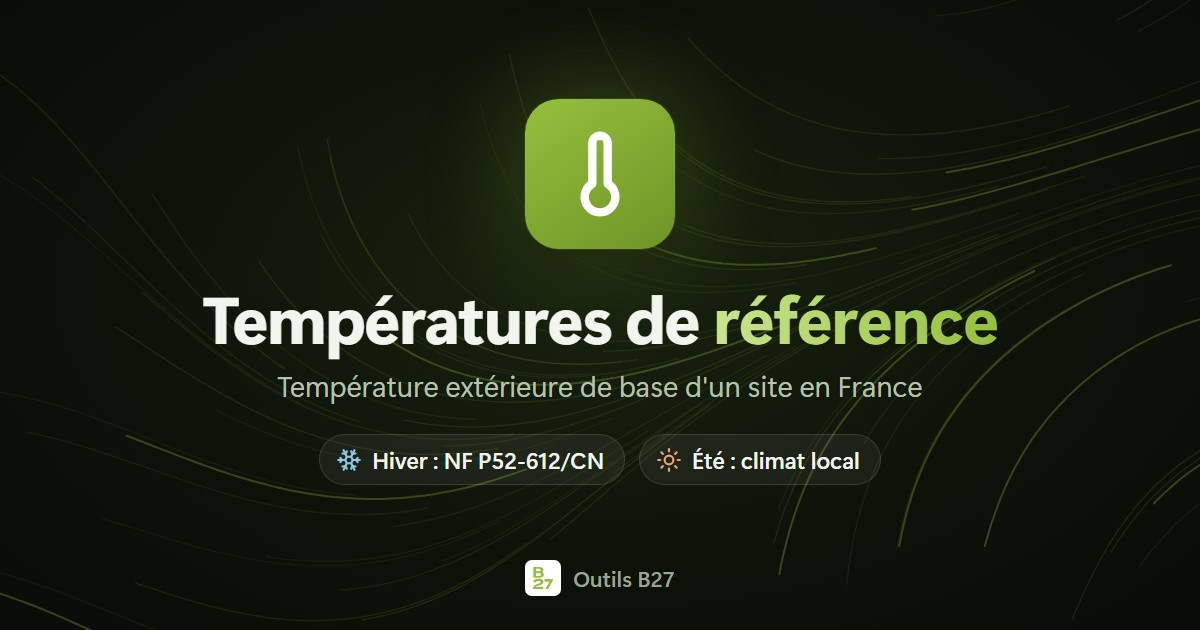 Températures de référence
Température extérieure de base d'un site en France
Hiver : NF P52-612/CN
Été : climat local
B
27
Outils B27